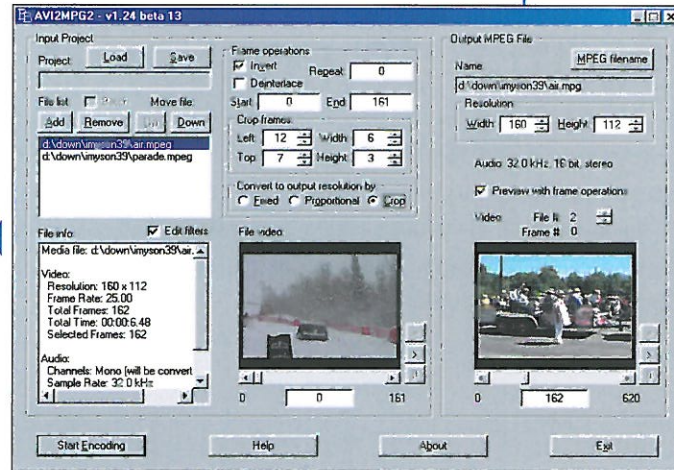 AVI2MPG2 - v1.24 beta 13
Input Project
Project:
Load
Save
File list
Move file:
Add
Remove
Down
d:\down\imyson39\air.mpeg
d:\down\imyson39\parade.mpeg
File info:
Edit filters
Media file: d:\down\imyson39\air.
Video:
Resolution: 160 x 112
Frame Rate: 25.00
Total Frames: 162
Total Time: 00:00:6.48
Selected Frames: 162
Audio:
Channels: Mono (will be convert
Sample Rate: 32.0 kHz
Frame operations
Invert
Repeat:
0
Deinterlace
Start
0
End
161
Crop frames:
Left
12
Width
6
Top
7
Height
3
Convert to output resolution by
Fixed
Proportional
Crop
File video:
0
0
161
Output MPEG File
MPEG filename
Name:
d:\down\imyson39\air.mpg
Resolution
Width
160
Height
112
Audio: 32.0 kHz, 16 bit, stereo
Preview with frame operations
Video:
File #: 2
Frame #: 0
0
162
620
Start Encoding
Help
About
Exit